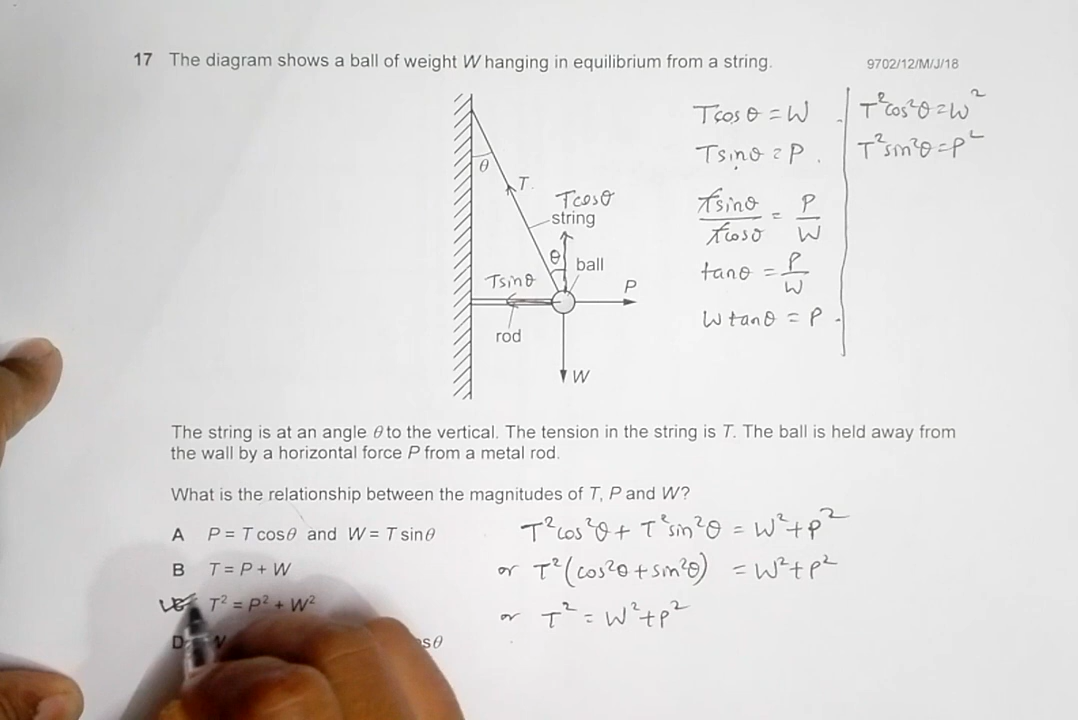 17 The diagram shows a ball of weight W hanging in equilibrium from a string.
9702/12/M/J/18
θ
T
Tcosθ
string
θ
ball
Tsinθ
P
rod
W
Tcosθ = W
Tsinθ = P
Tsinθ/Tcosθ = P/W
tanθ = P/W
W tanθ = P
T²cos²θ = W²
T²sin²θ = P²
The string is at an angle θ to the vertical. The tension in the string is T. The ball is held away from
the wall by a horizontal force P from a metal rod.
What is the relationship between the magnitudes of T, P and W?
A P = T cosθ and W = T sinθ
B T = P + W
T² = P² + W²
D
T²cos²θ + T²sin²θ = W² + P²
or T²(cos²θ + sin²θ) = W² + P²
or T² = W² + P²